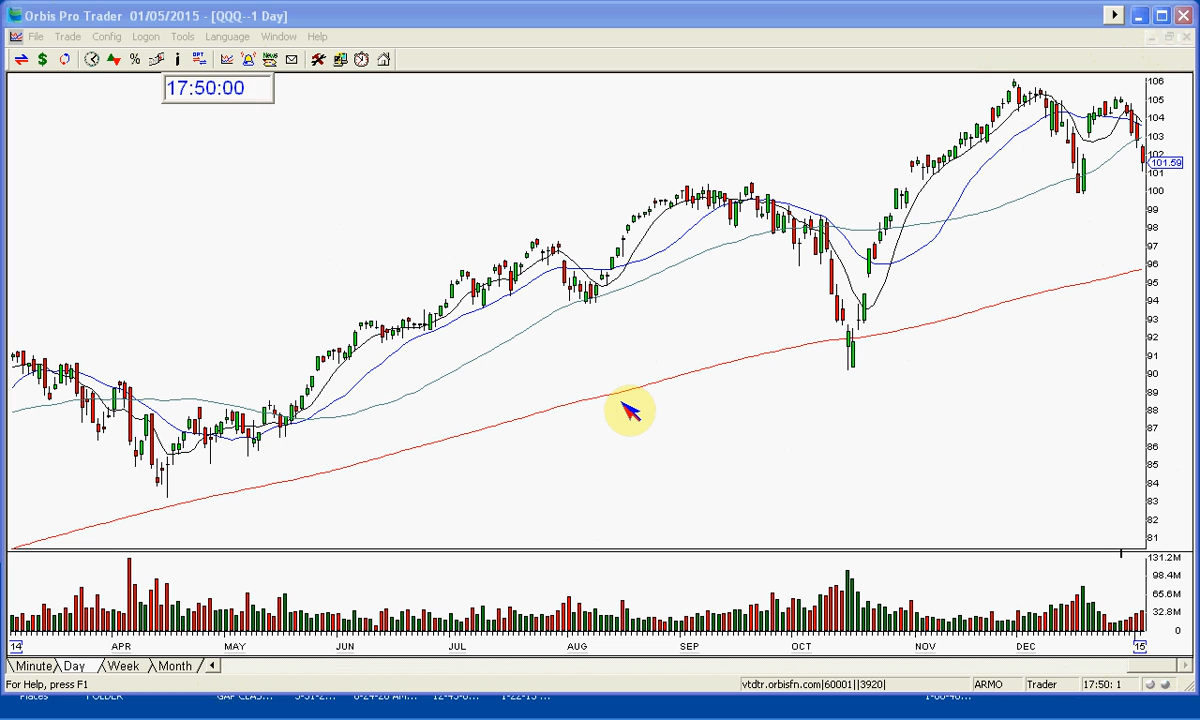 Orbis Pro Trader 01/05/2015 - [QQQ--1 Day]
File Trade Config Logon Tools Language Window Help
$ % i OPT News
17:50:00
106
105
104
103
102
101.59
101
100
99
98
97
96
95
94
93
92
91
90
89
88
87
86
85
84
83
82
81
131.2M
98.4M
65.6M
32.8M
0
14 APR MAY JUN JUL AUG SEP OCT NOV DEC 15
Minute Day Week Month
For Help, press F1 vtdtr.orbisfn.com|60001||3920| ARMO Trader 17:50: 1